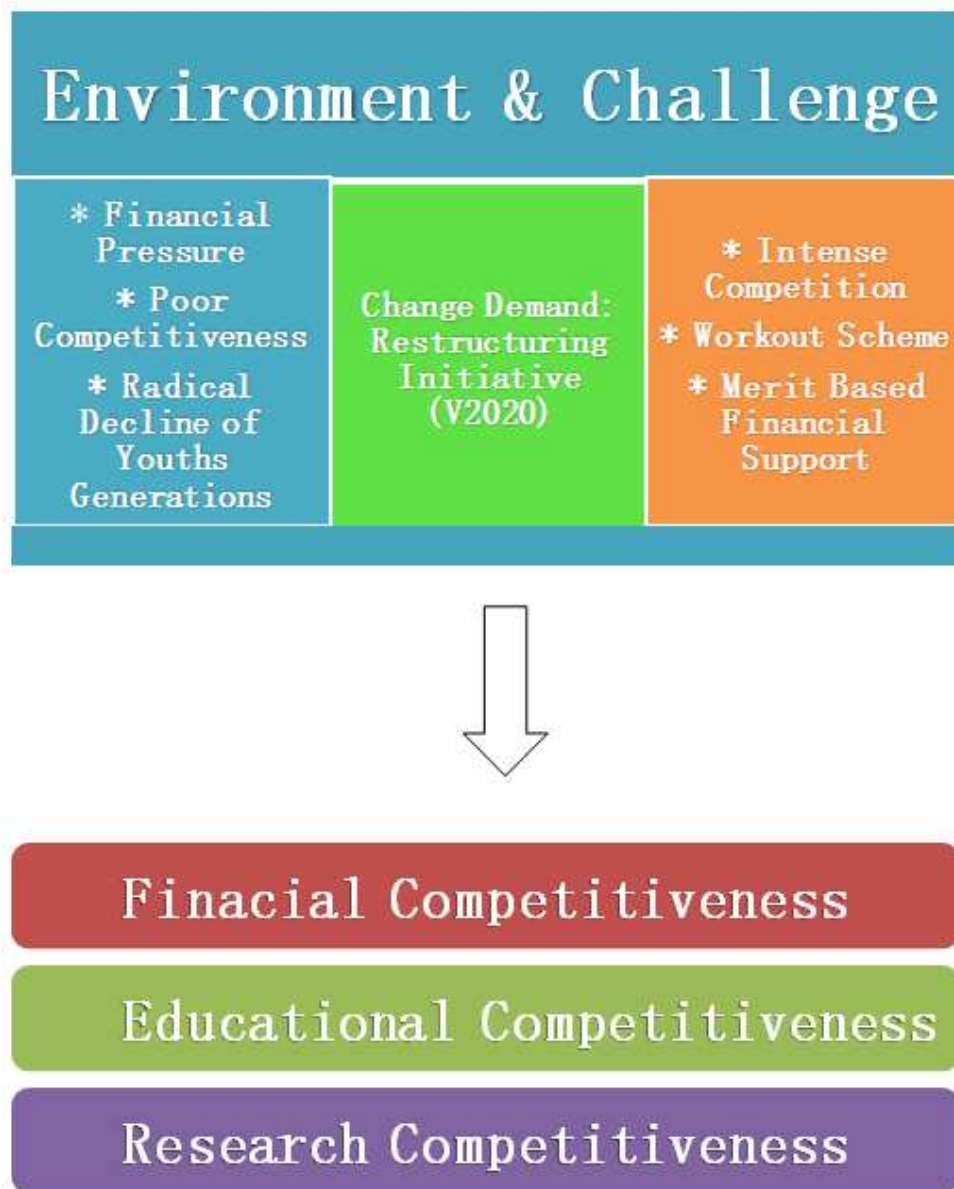 Environment & Challenge
* Financial
Pressure
* Poor
Competitiveness
* Radical
Decline of
Youths
Generations
Change Demand:
Restructuring
Initiative
(V2020)
* Intense
Competition
* Workout Scheme
* Merit Based
Financial
Support
Finacial Competitiveness
Educational Competitiveness
Research Competitiveness